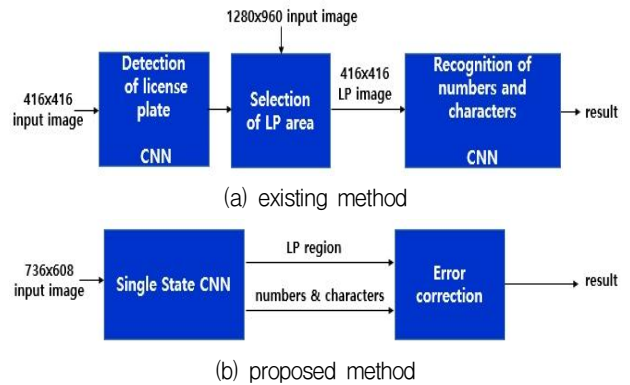 1280x960 input image
416x416
input image
Detection
of license
plate
CNN
Selection
of LP area
416x416
LP image
Recognition of
numbers and
characters
CNN
result
(a) existing method
736x608
input image
Single State CNN
LP region
numbers & characters
Error
correction
result
(b) proposed method